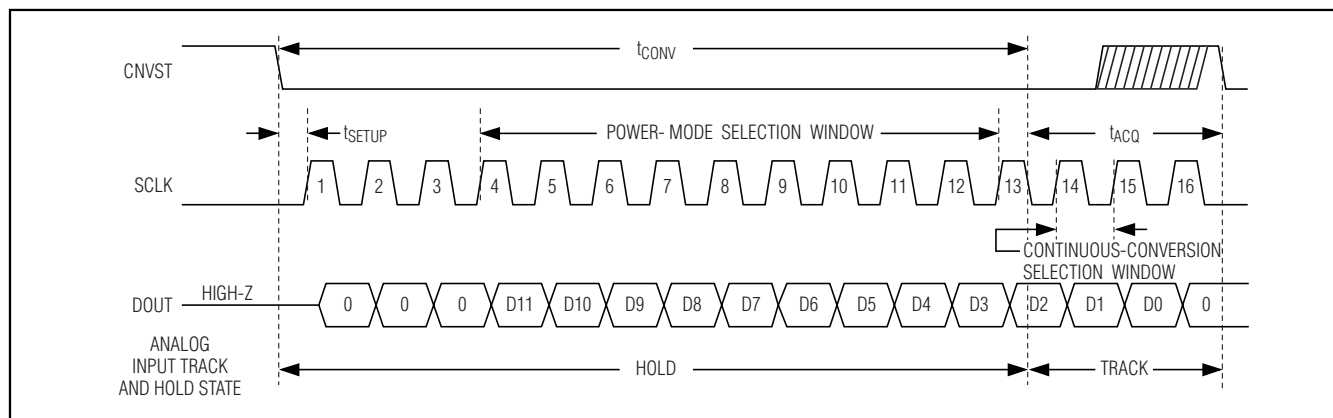 tCONV
CNVST
tSETUP
POWER- MODE SELECTION WINDOW
tACQ
SCLK
1 2 3 4 5 6 7 8 9 10 11 12 13 14 15 16
CONTINUOUS-CONVERSION
SELECTION WINDOW
HIGH-Z
DOUT
0 0 0 D11 D10 D9 D8 D7 D6 D5 D4 D3 D2 D1 D0 0
ANALOG
INPUT TRACK
AND HOLD STATE
HOLD
TRACK